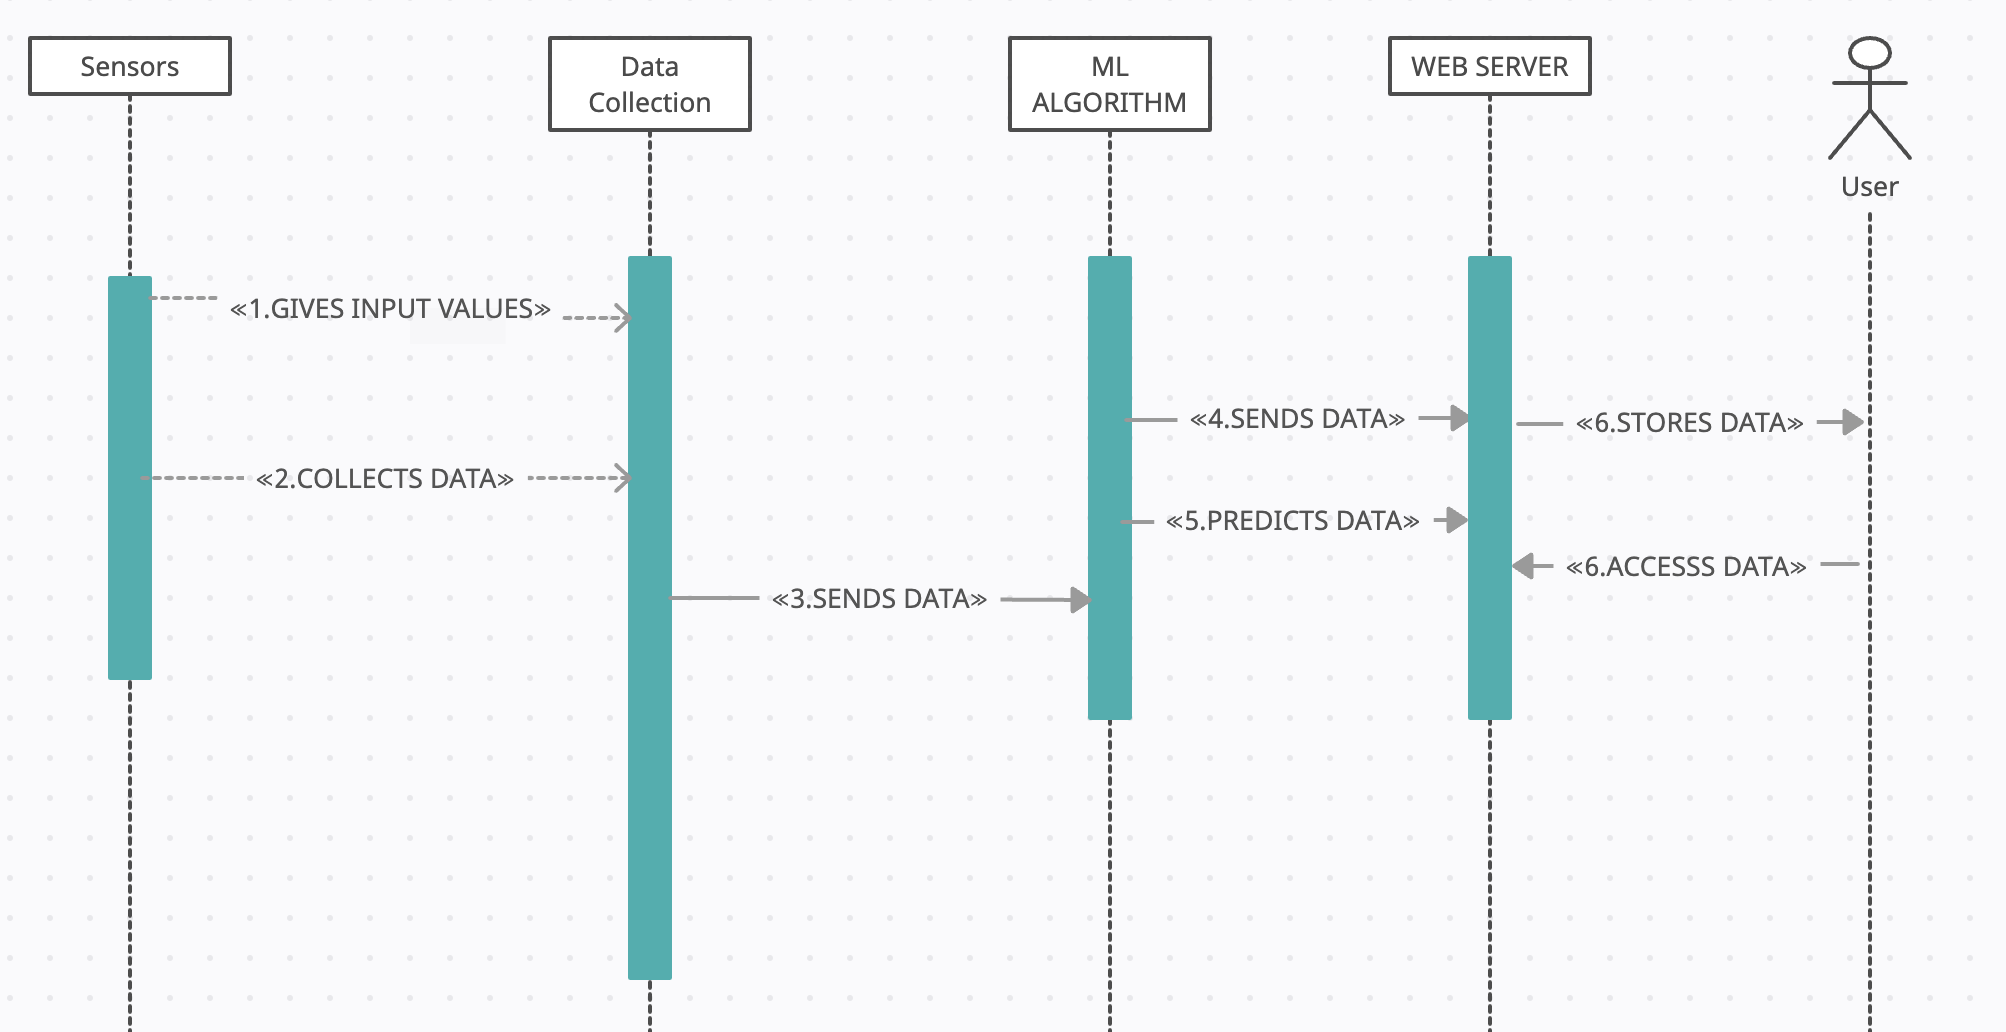 Sensors
Data
Collection
ML
ALGORITHM
WEB SERVER
User
«1.GIVES INPUT VALUES»
«4.SENDS DATA»
«6.STORES DATA»
«2.COLLECTS DATA»
«5.PREDICTS DATA»
«6.ACCESSS DATA»
«3.SENDS DATA»